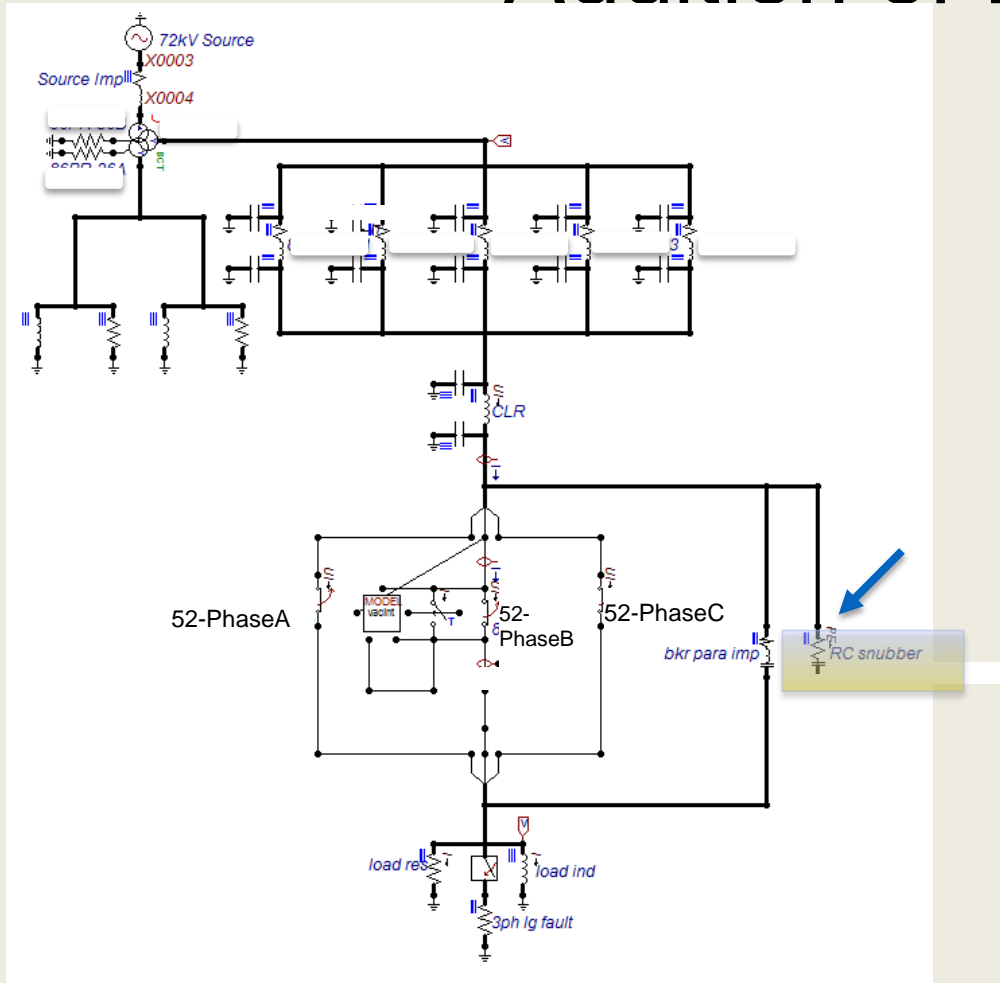 72kV Source
X0003
Source Imp
X0004
BCT
V
CLR
I
I
MODEL
vacint
T
52-PhaseA
52-
PhaseB
52-PhaseC
bkr para imp
RC snubber
V
load res
load ind
3ph lg fault